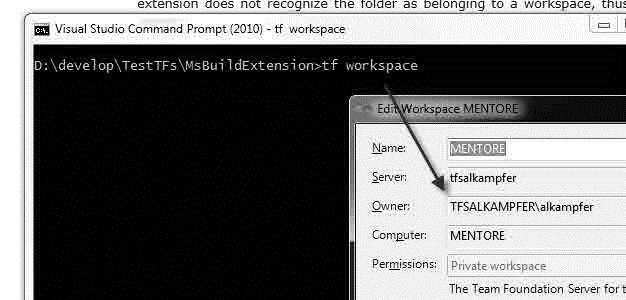 extension does not recognize the folder as belonging to a workspace, thus
Visual Studio Command Prompt (2010) - tf workspace
D:\develop\TestTFs\MsBuildExtension>tf workspace
Edit Workspace MENTORE
Name: MENTORE
Server: tfsalkampfer
Owner: TFSALKAMPFER\alkampfer
Computer: MENTORE
Permissions: Private workspace
The Team Foundation Server for t